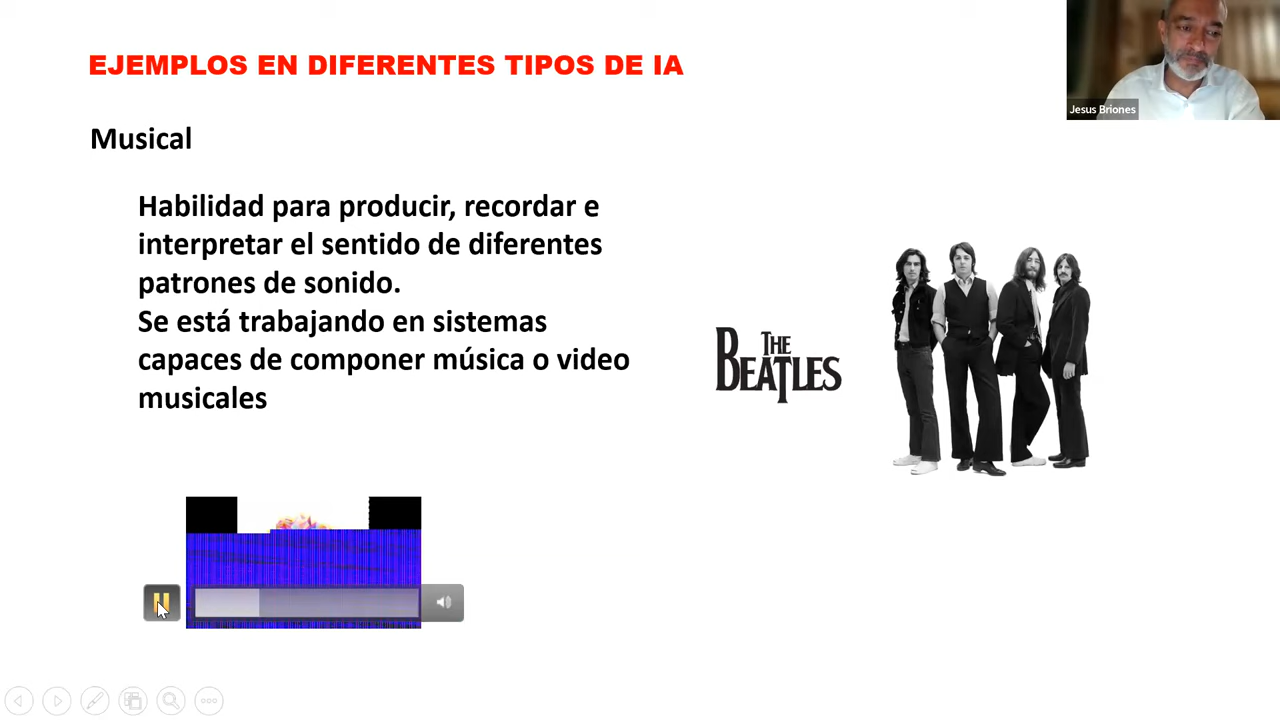 EJEMPLOS EN DIFERENTES TIPOS DE IA
Jesus Briones
Musical
Habilidad para producir, recordar e
interpretar el sentido de diferentes
patrones de sonido.
Se está trabajando en sistemas
capaces de componer música o video
musicales
THE
BEATLES